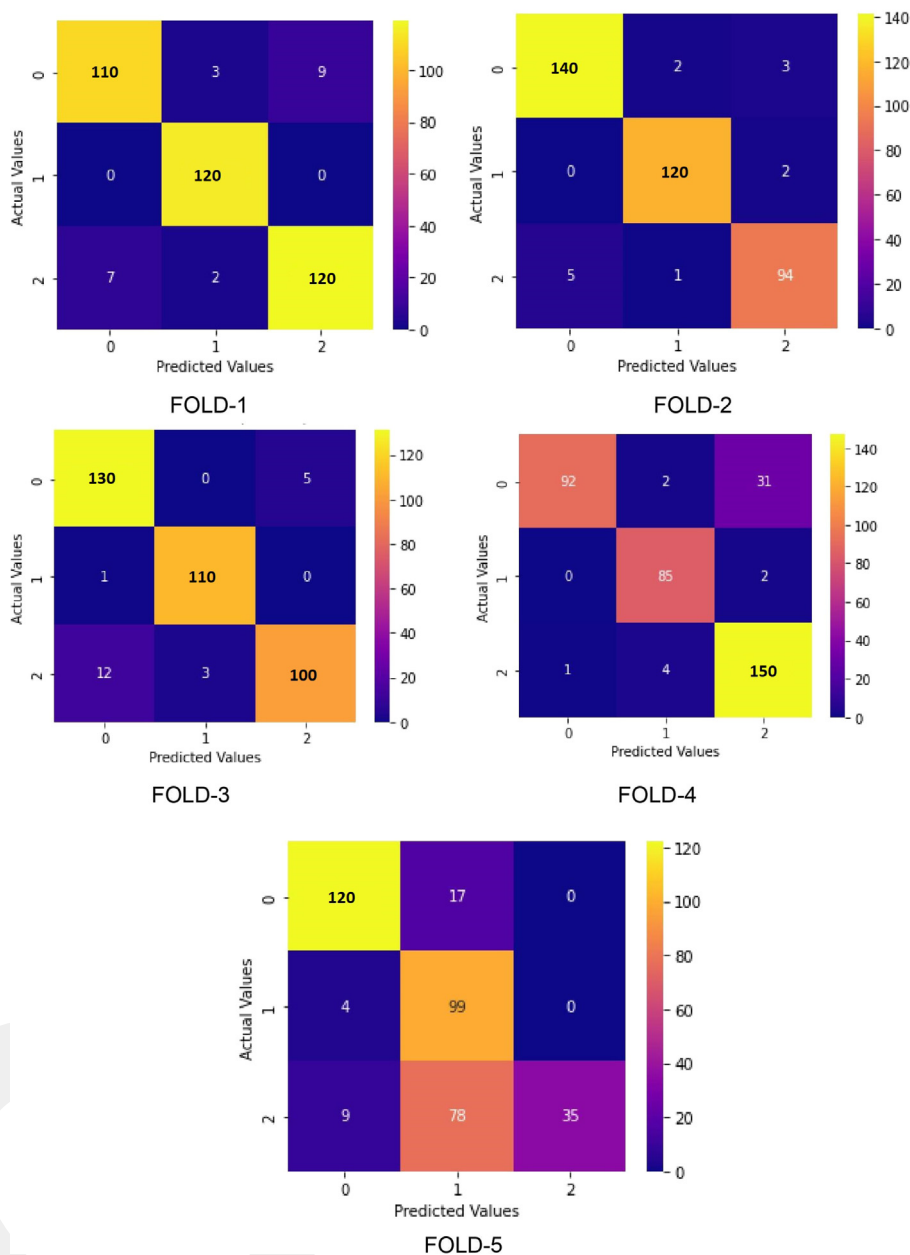 0 110 3 9
1 0 120 0
2 7 2 120
0 1 2
Actual Values
Predicted Values
100
80
60
40
20
0
FOLD-1
0 140 2 3
1 0 120 2
2 5 1 94
0 1 2
Actual Values
Predicted Values
140
120
100
80
60
40
20
0
FOLD-2
0 130 0 5
1 1 110 0
2 12 3 100
0 1 2
Actual Values
Predicted Values
120
100
80
60
40
20
0
FOLD-3
0 92 2 31
1 0 85 2
2 1 4 150
0 1 2
Actual Values
Predicted Values
140
120
100
80
60
40
20
0
FOLD-4
0 120 17 0
1 4 99 0
2 9 78 35
0 1 2
Actual Values
Predicted Values
120
100
80
60
40
20
0
FOLD-5